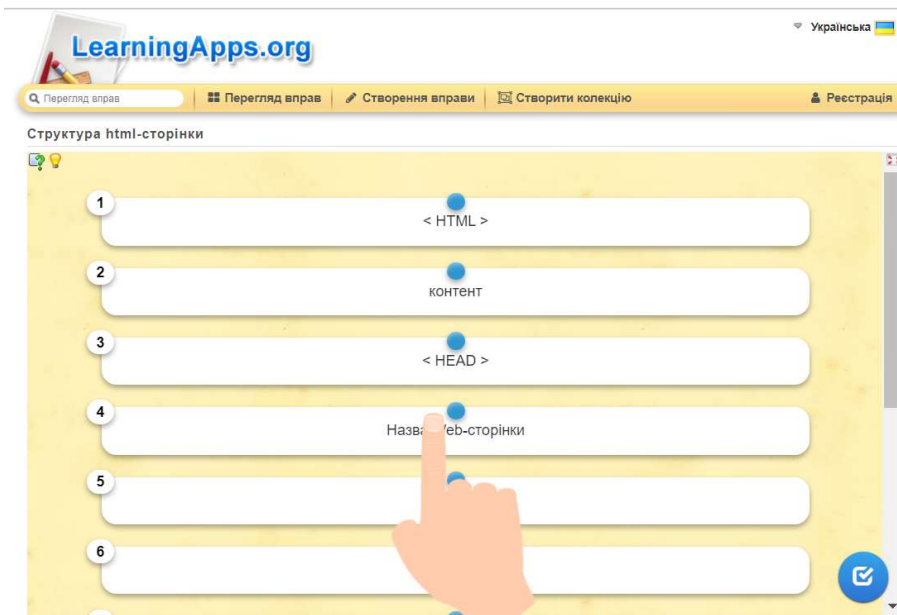 Українська
LearningApps.org
Перегляд вправ
Перегляд вправ
Створення вправи
Створити колекцію
Реєстрація
Структура html-сторінки
1
< HTML >
2
контент
3
< HEAD >
4
Назва
сторінки
5
6